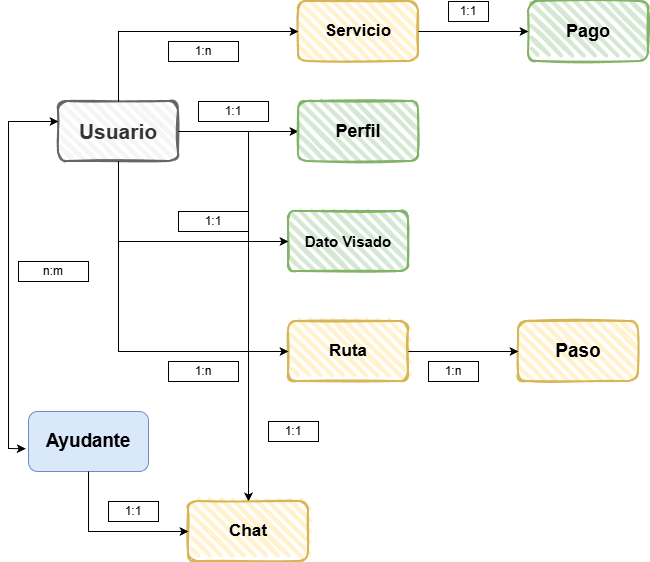 Servicio
1:1
Pago
1:n
Usuario
1:1
Perfil
1:1
Dato Visado
n:m
Ruta
1:n
Paso
1:n
1:1
Ayudante
1:1
Chat